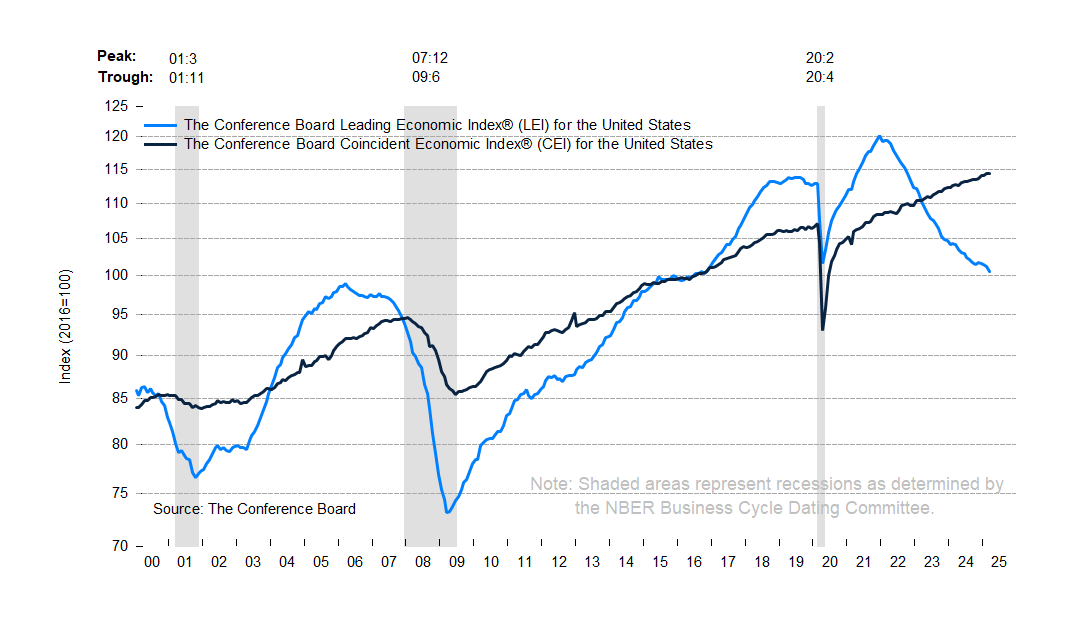 Peak: 01:3 07:12 20:2
Trough: 01:11 09:6 20:4
125
The Conference Board Leading Economic Index® (LEI) for the United States
120
The Conference Board Coincident Economic Index® (CEI) for the United States
115
110
105
100
Index (2016=100)
95
90
85
80
75
Note: Shaded areas represent recessions as determined by
the NBER Business Cycle Dating Committee.
Source: The Conference Board
70
00 01 02 03 04 05 06 07 08 09 10 11 12 13 14 15 16 17 18 19 20 21 22 23 24 25